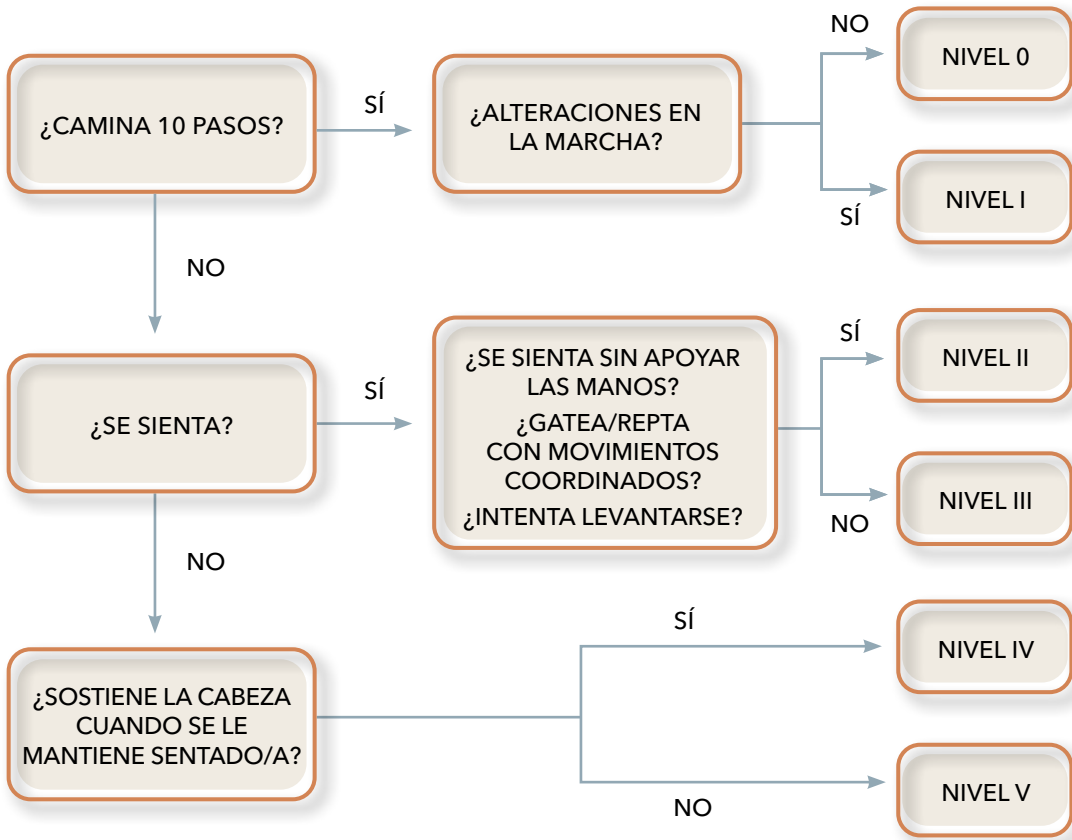 ¿CAMINA 10 PASOS?
SÍ
¿ALTERACIONES EN
LA MARCHA?
NO
NIVEL 0
SÍ
NIVEL I
NO
¿SE SIENTA?
SÍ
¿SE SIENTA SIN APOYAR
LAS MANOS?
¿GATEA/REPTA
CON MOVIMIENTOS
COORDINADOS?
¿INTENTA LEVANTARSE?
SÍ
NIVEL II
NO
NIVEL III
NO
¿SOSTIENE LA CABEZA
CUANDO SE LE
MANTIENE SENTADO/A?
SÍ
NIVEL IV
NO
NIVEL V